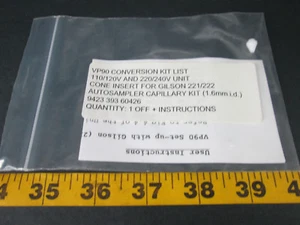 VP90 CONVERSION KIT LIST
110/120V AND 220/240V UNIT
CONE INSERT FOR GILSON 221/222
AUTOSAMPLER CAPILLARY KIT (1.6mm i.d.)
9423 393 60426
QUANTITY: 1 OFF + INSTRUCTIONS
VP90 Set-up with Gilson (2
User Instructions
34 35 36 37 38 39 40